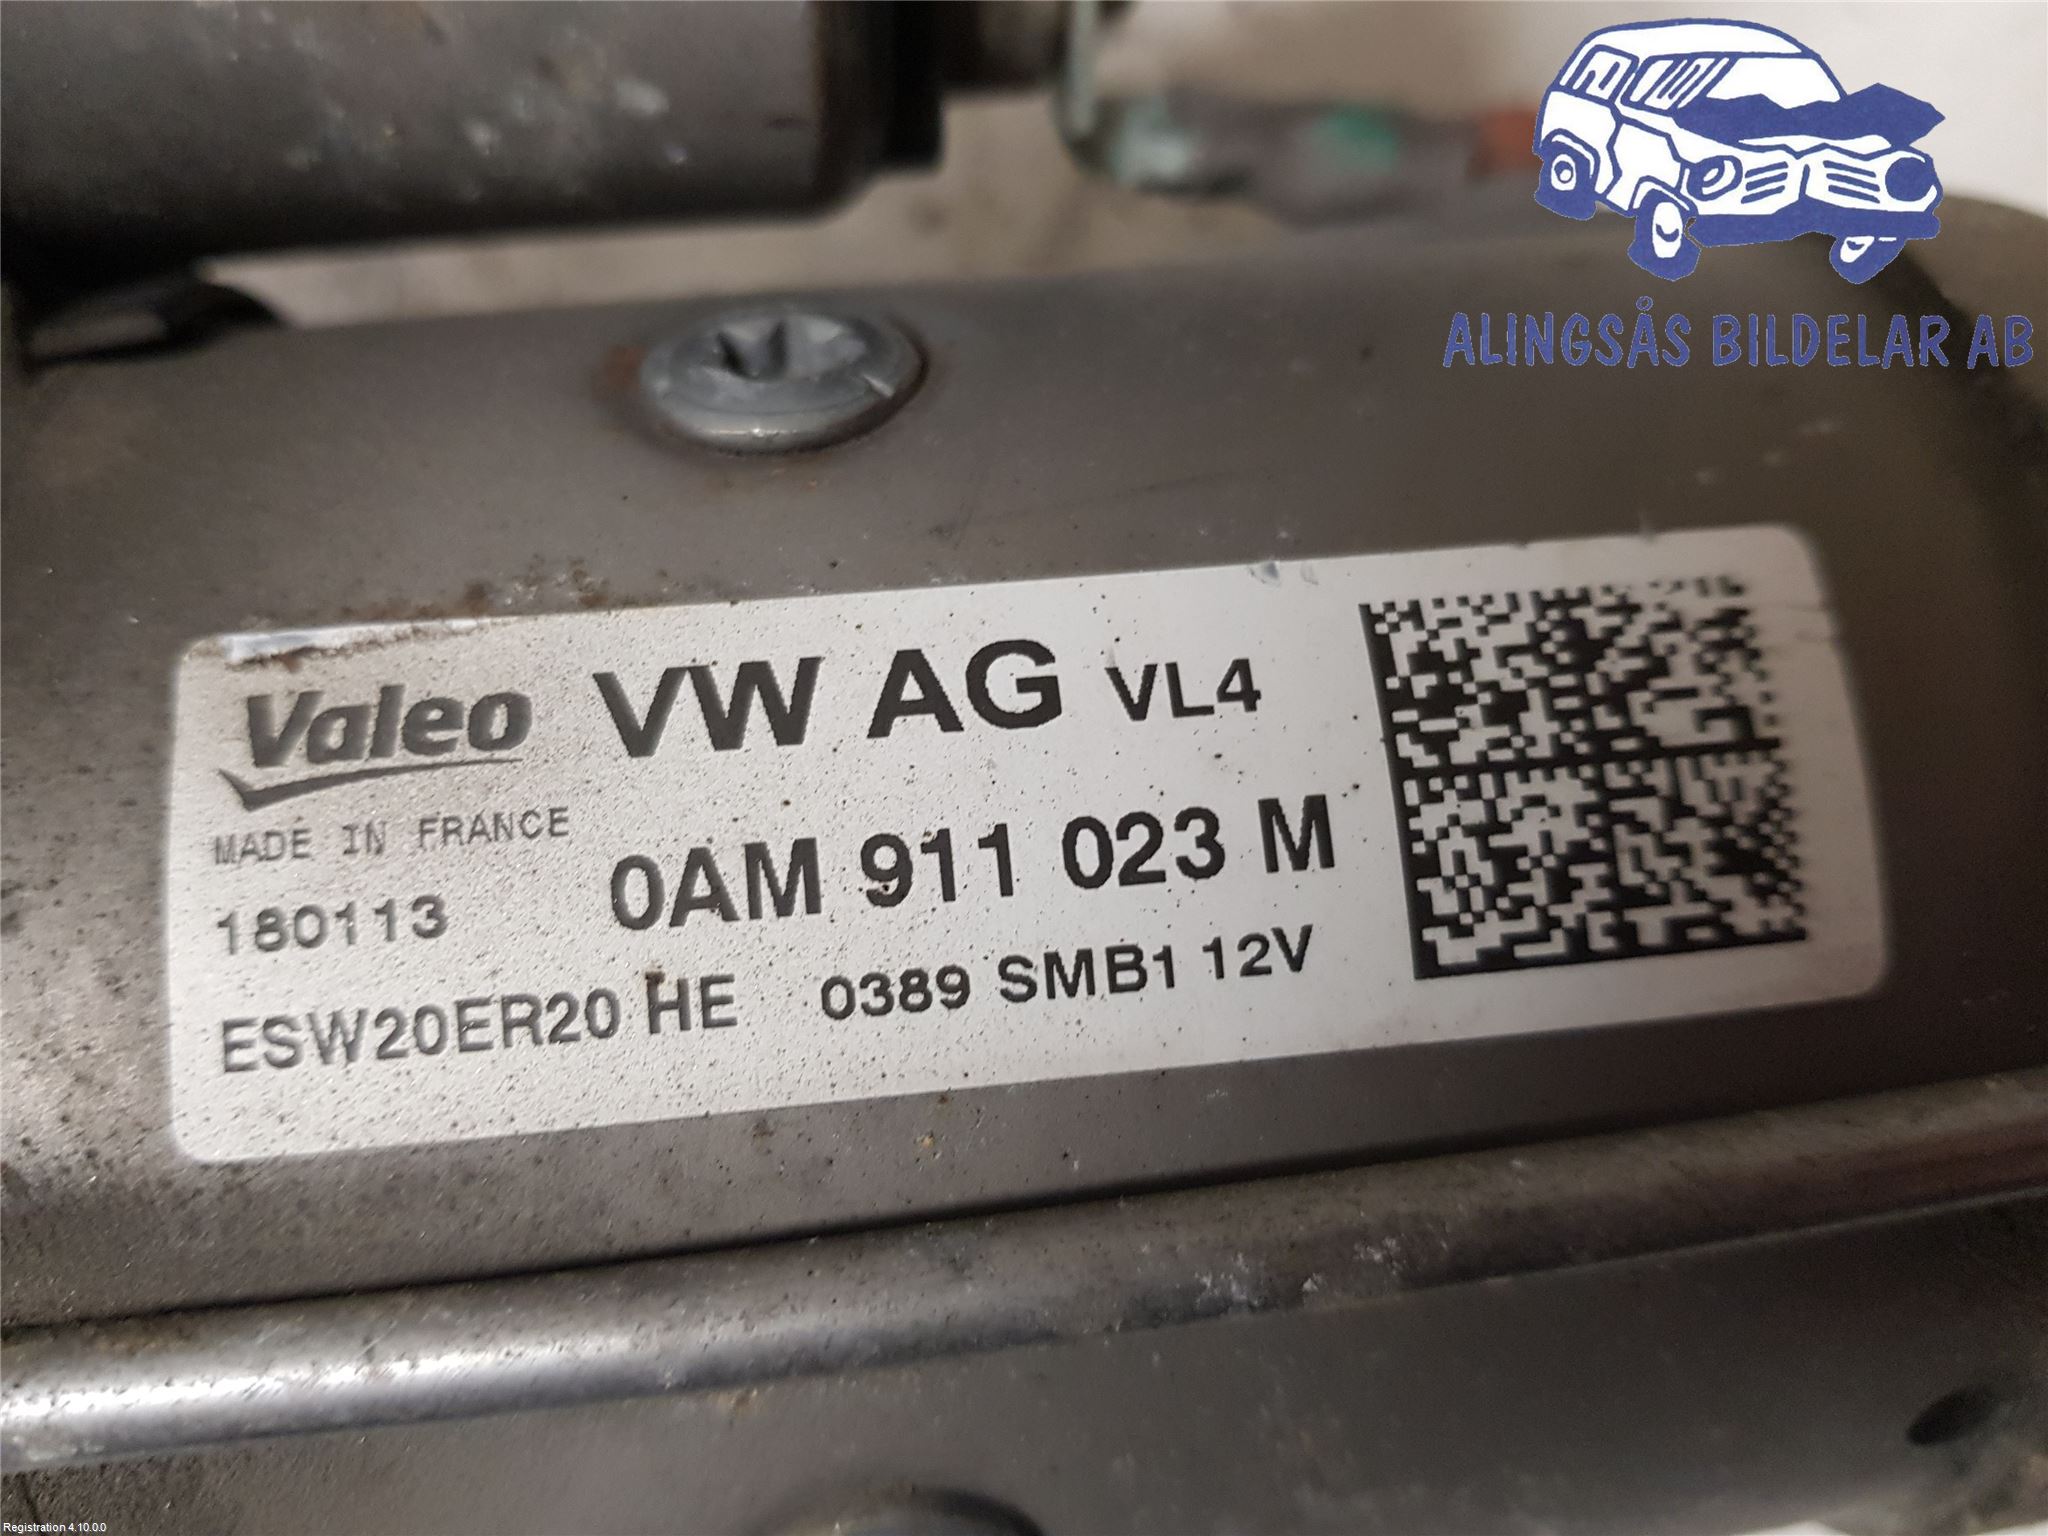 ALINGSÅS BILDELAR AB
Valeo VW AG VL4
MADE IN FRANCE
180113 0AM 911 023 M
ESW20ER20 HE 0389 SMB1 12V
Registration 4.10.0.0